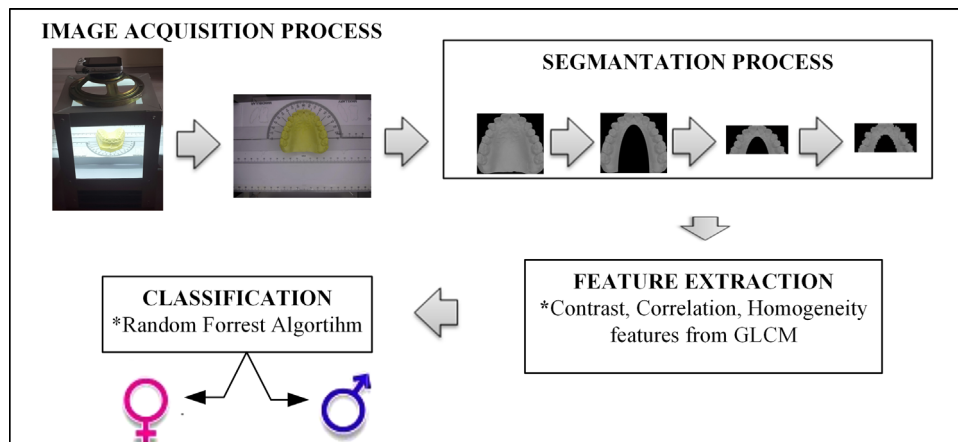 IMAGE ACQUISITION PROCESS
SEGMANTATION PROCESS
FEATURE EXTRACTION
*Contrast, Correlation, Homogeneity
features from GLCM
CLASSIFICATION
*Random Forrest Algortihm